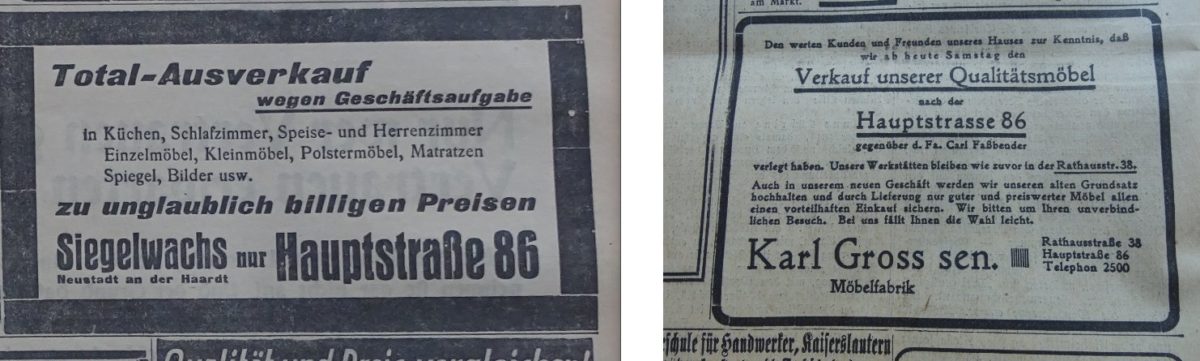 Total-Ausverkauf
wegen Geschäftsaufgabe
in Küchen, Schlafzimmer, Speise- und Herrenzimmer
Einzelmöbel, Kleinmöbel, Polstermöbel, Matratzen
Spiegel, Bilder usw.
zu unglaublich billigen Preisen
Siegelwachs nur Hauptstraße 86
Neustadt an der Haardt
Qualität und Preis vergleichen!
am Markt.
Den werten Kunden und Freunden unseres Hauses zur Kenntnis, daß
wir ab heute Samstag den
Verkauf unserer Qualitätsmöbel
nach der
Hauptstrasse 86
gegenüber d. Fa. Carl Faßbender
verlegt haben. Unsere Werkstätten bleiben wie zuvor in der Rathausstr. 38.
Auch in unserem neuen Geschäft werden wir unseren alten Grundsatz
hochhalten und durch Lieferung nur guter und preiswerter Möbel allen
einen vorteilhaften Einkauf sichern. Wir bitten um Ihren unverbind-
lichen Besuch. Bei uns fällt Ihnen die Wahl leicht.
Karl Gross sen.
Möbelfabrik
Rathausstraße 38
Hauptstraße 86
Telephon 2500
schule für Handwerker, Kaiserslautern